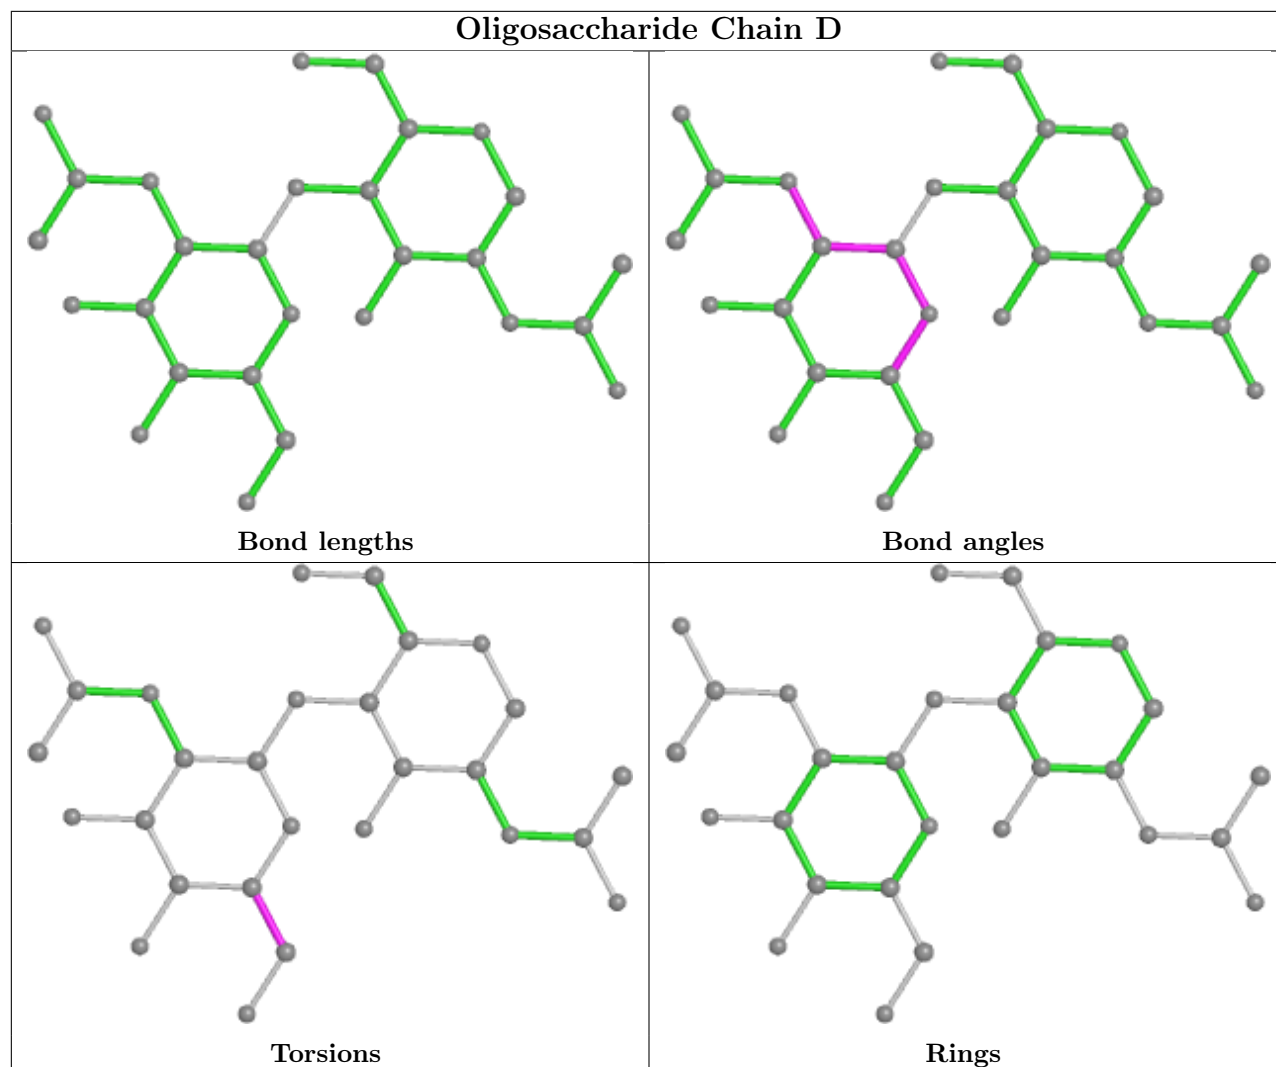 Oligosaccharide Chain D
Bond lengths
Bond angles
Torsions
Rings